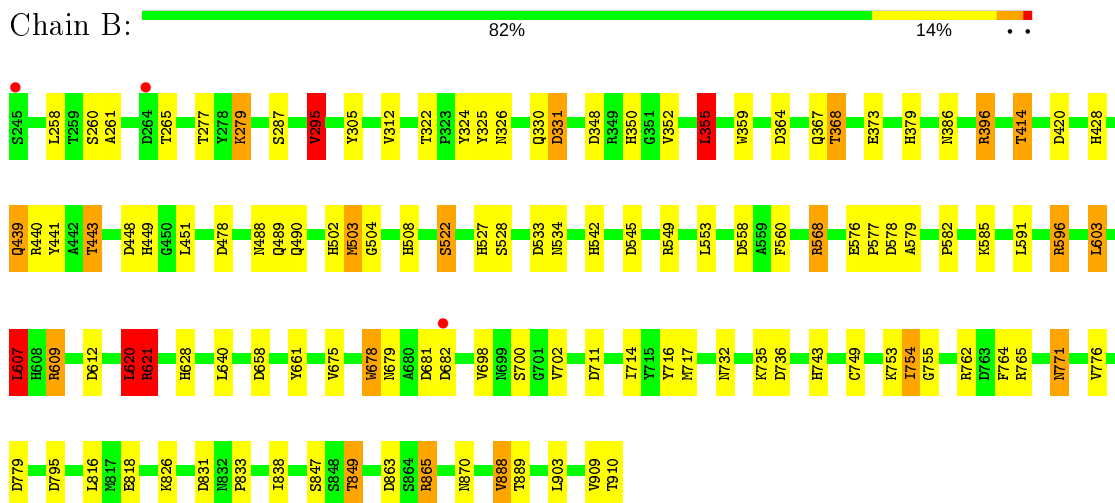 Chain B:
82% 14% • •
S245 L258 T259 S260 A261 D264 T265 T277 Y278 K279 S287 V295 Y305 V312 T322 P323 Y324 Y325 N326 Q330 D331 D348 R349 H350 G351 V352 L355 W359 D364 Q367 T368 E373 H379 N386 R396 T414 D420 H428
Q439 R440 Y441 A442 T443 D448 H449 G450 L451 D478 N488 Q489 Q490 H502 M503 G504 H508 S522 H527 S528 D533 N534 H542 D545 R549 L553 D558 A559 F560 R568 E576 P577 D578 A579 P582 K585 L591 R596 L603
L607 H608 R609 D612 L620 R621 H628 L640 D658 Y661 V675 W678 N679 A680 D681 D682 V698 N699 S700 G701 V702 D711 I714 Y715 Y716 M717 N732 K735 D736 H743 C749 K753 I754 G755 R762 D763 F764 R765 N771 V776
D779 D795 L816 M817 E818 K826 D831 N832 P833 I838 S847 S848 T849 D863 S864 R865 N870 V888 T889 L903 V909 T910